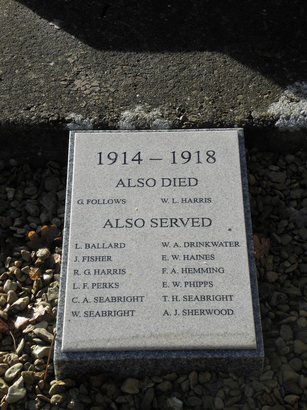 1914 – 1918
ALSO DIED
G. FOLLOWS W. L. HARRIS
ALSO SERVED
L. BALLARD W. A. DRINKWATER
J. FISHER E. W. HAINES
R. G. HARRIS F. A. HEMMING
L. F. PERKS E. W. PHIPPS
C. A. SEABRIGHT T. H. SEABRIGHT
W. SEABRIGHT A. J. SHERWOOD